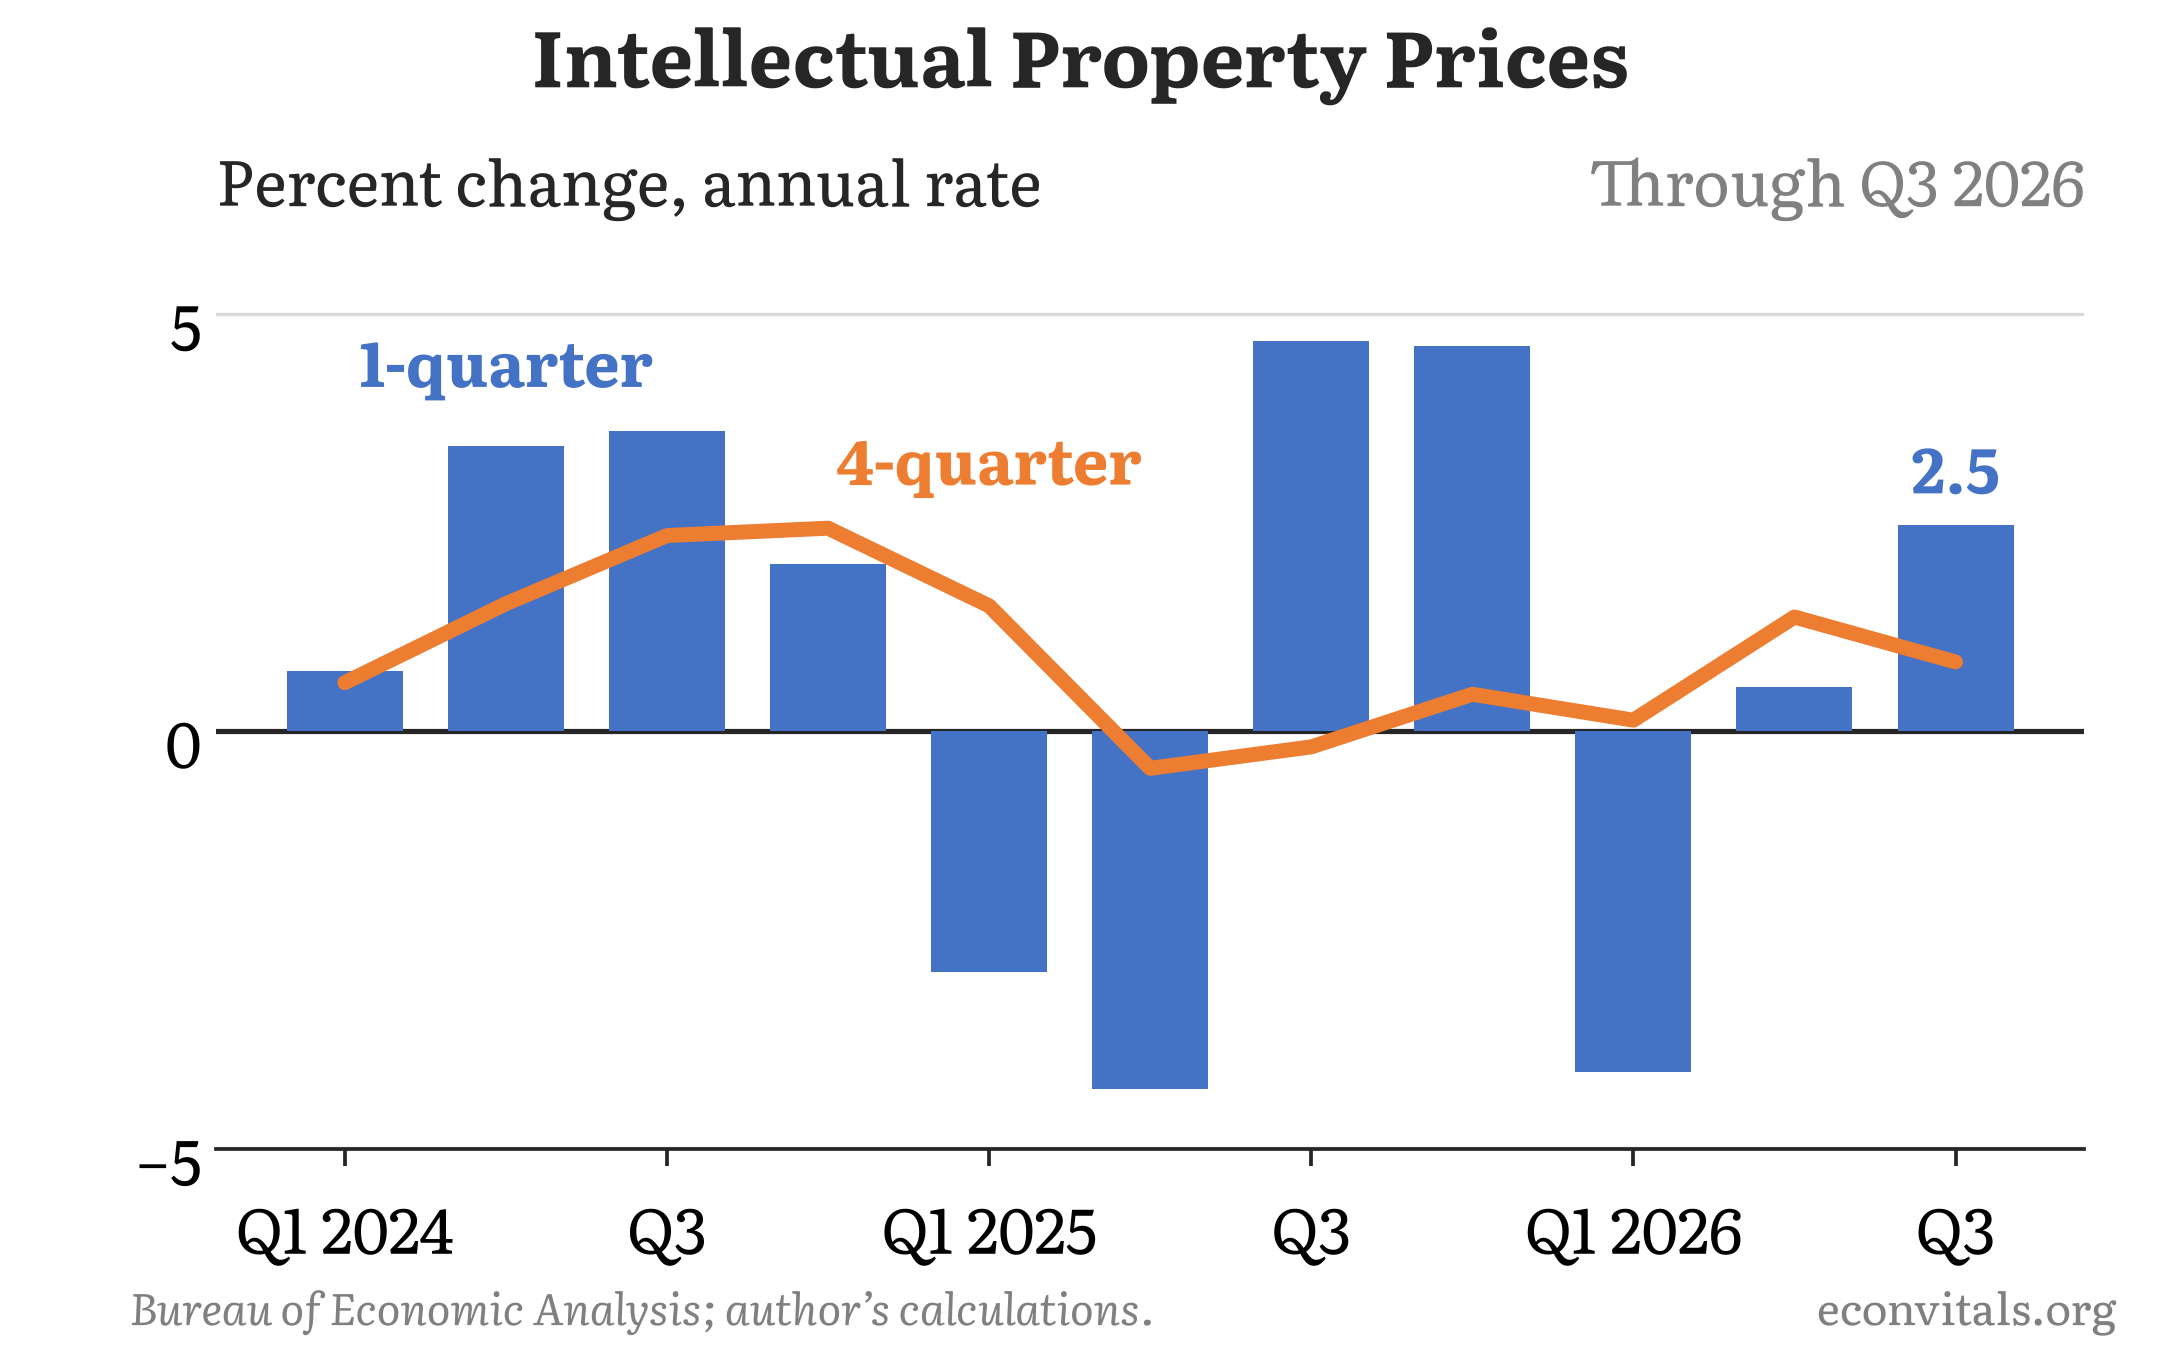 Intellectual Property Prices
Percent change, annual rate
Through Q3 2026
5
1-quarter
4-quarter
2.5
0
−5
Q1 2024
Q3
Q1 2025
Q3
Q1 2026
Q3
Bureau of Economic Analysis; author’s calculations.
econvitals.org